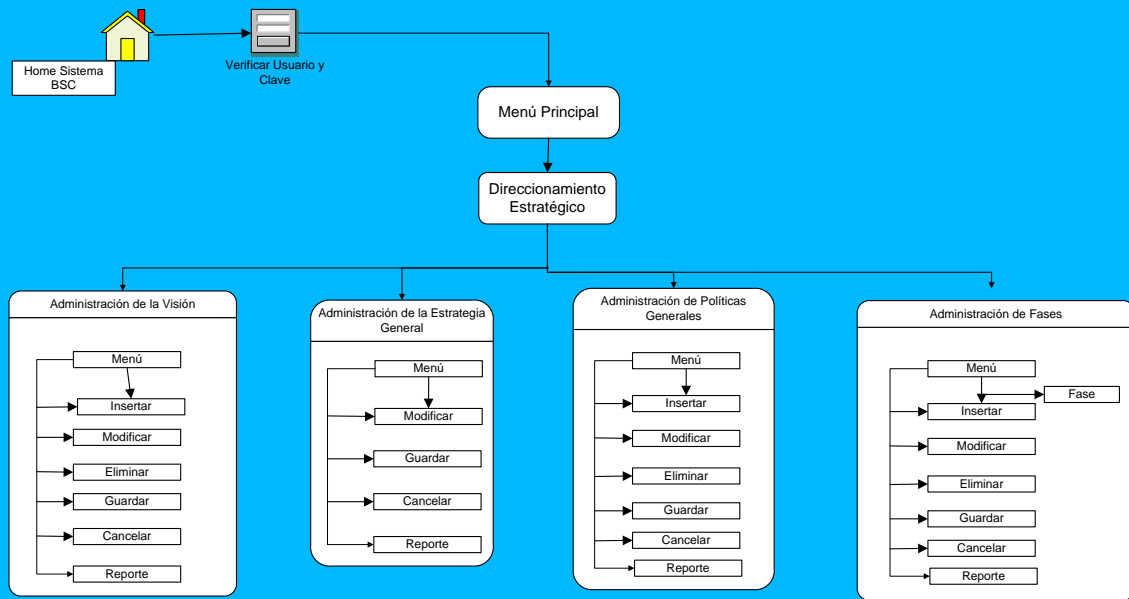 Home Sistema
BSC
Verificar Usuario y
Clave
Menú Principal
Direccionamiento
Estratégico
Administración de la Visión
Menú
Insertar
Modificar
Eliminar
Guardar
Cancelar
Reporte
Administración de la Estrategia
General
Menú
Modificar
Guardar
Cancelar
Reporte
Administración de Políticas
Generales
Menú
Insertar
Modificar
Eliminar
Guardar
Cancelar
Reporte
Administración de Fases
Menú
Fase
Insertar
Modificar
Eliminar
Guardar
Cancelar
Reporte